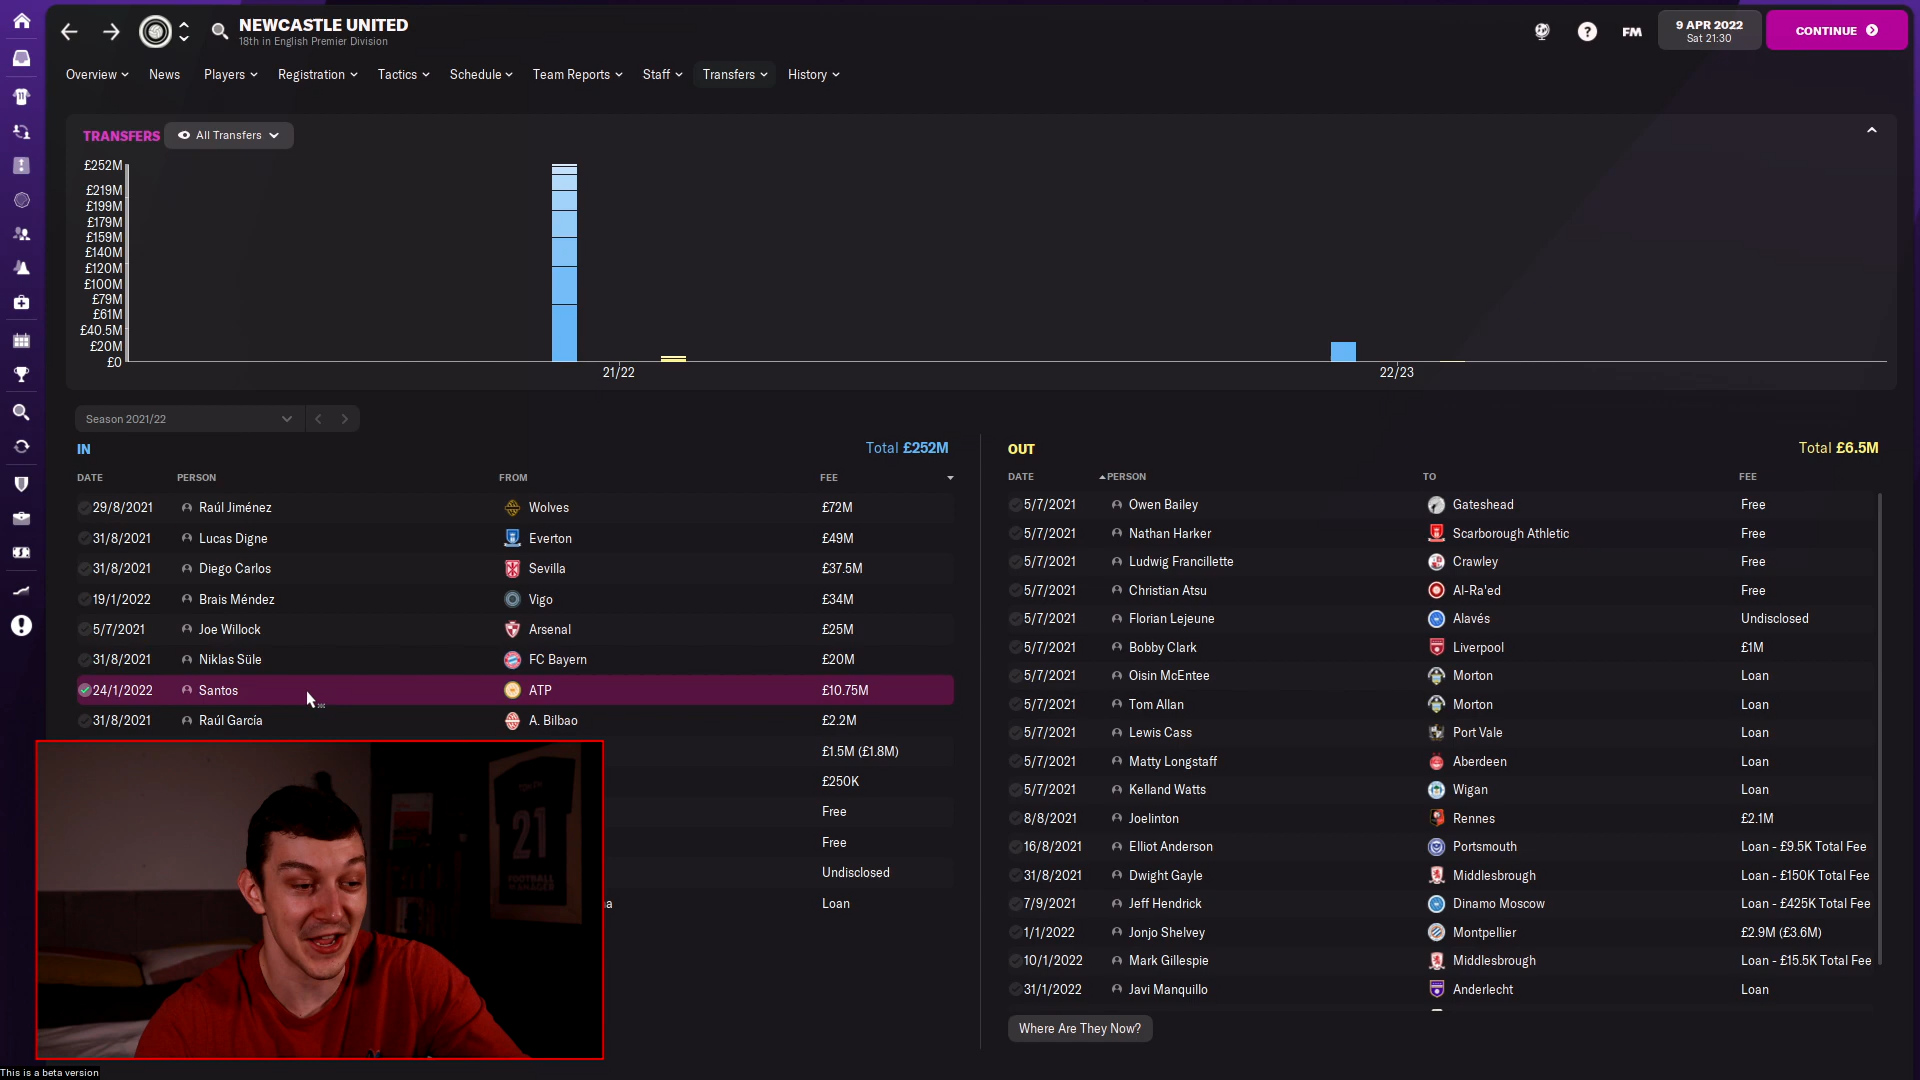 NEWCASTLE UNITED
18th in English Premier Division
FM
9 APR 2022
Sat 21:30
CONTINUE
Overview News Players Registration Tactics Schedule Team Reports Staff Transfers History
TRANSFERS All Transfers
£252M
£219M
£199M
£179M
£159M
£140M
£120M
£100M
£79M
£61M
£40.5M
£20M
£0
21/22 22/23
Season 2021/22
IN Total £252M
DATE PERSON FROM FEE
29/8/2021 Raúl Jiménez Wolves £72M
31/8/2021 Lucas Digne Everton £49M
31/8/2021 Diego Carlos Sevilla £37.5M
19/1/2022 Brais Méndez Vigo £34M
5/7/2021 Joe Willock Arsenal £25M
31/8/2021 Niklas Süle FC Bayern £20M
24/1/2022 Santos ATP £10.75M
31/8/2021 Raúl García A. Bilbao £2.2M
£1.5M (£1.8M)
£250K
Free
Free
Undisclosed
a Loan
OUT Total £6.5M
DATE PERSON TO FEE
5/7/2021 Owen Bailey Gateshead Free
5/7/2021 Nathan Harker Scarborough Athletic Free
5/7/2021 Ludwig Francillette Crawley Free
5/7/2021 Christian Atsu Al-Ra'ed Free
5/7/2021 Florian Lejeune Alavés Undisclosed
5/7/2021 Bobby Clark Liverpool £1M
5/7/2021 Oisin McEntee Morton Loan
5/7/2021 Tom Allan Morton Loan
5/7/2021 Lewis Cass Port Vale Loan
5/7/2021 Matty Longstaff Aberdeen Loan
5/7/2021 Kelland Watts Wigan Loan
8/8/2021 Joelinton Rennes £2.1M
16/8/2021 Elliot Anderson Portsmouth Loan - £9.5K Total Fee
31/8/2021 Dwight Gayle Middlesbrough Loan - £150K Total Fee
7/9/2021 Jeff Hendrick Dinamo Moscow Loan - £425K Total Fee
1/1/2022 Jonjo Shelvey Montpellier £2.9M (£3.6M)
10/1/2022 Mark Gillespie Middlesbrough Loan - £15.5K Total Fee
31/1/2022 Javi Manquillo Anderlecht Loan
Where Are They Now?
21
FOOTBALL
MANAGER
This is a beta version